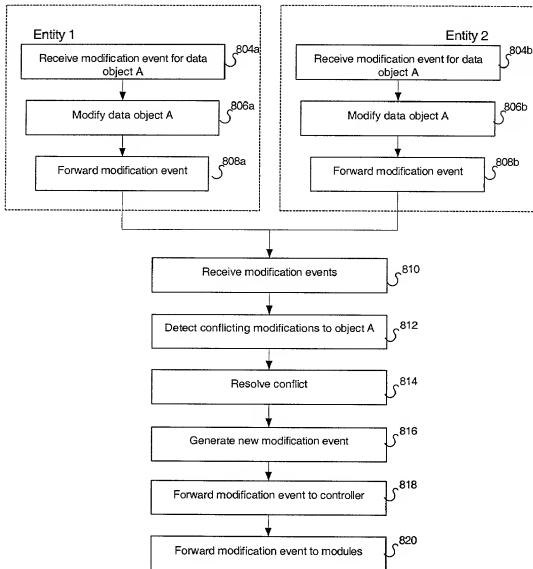 Entity 1
804a
Receive modification event for data
object A
806a
Modify data object A
Forward modification event
808a
Entity 2
804b
Receive modification event for data
object A
806b
Modify data object A
Forward modification event
808b
Receive modification events
810
Detect conflicting modifications to object A
812
Resolve conflict
814
Generate new modification event
816
Forward modification event to controller
818
Forward modification event to modules
820